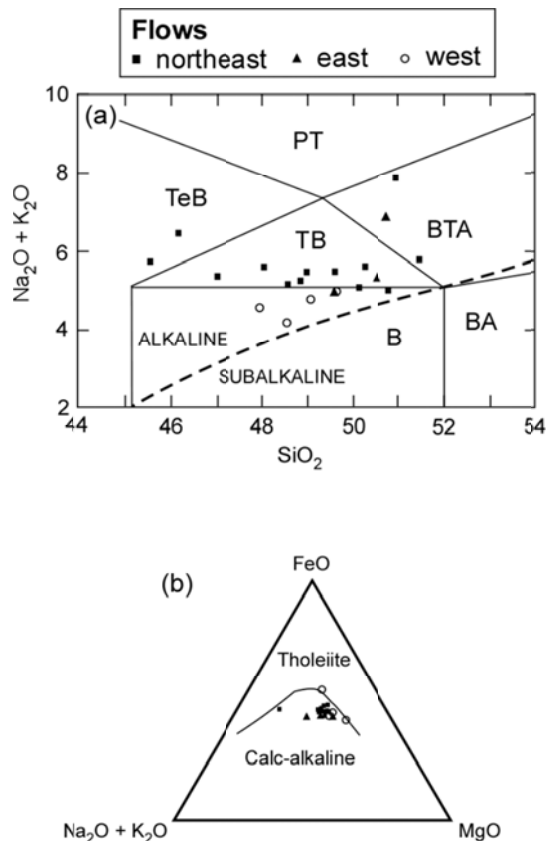 Flows
■ northeast ▲ east ○ west
(a)
10
8
6
4
2
Na₂O + K₂O
PT
TeB
TB
BTA
ALKALINE
B
BA
SUBALKALINE
44 46 48 50 52 54
SiO₂
(b)
FeO
Tholeiite
Calc-alkaline
Na₂O + K₂O MgO